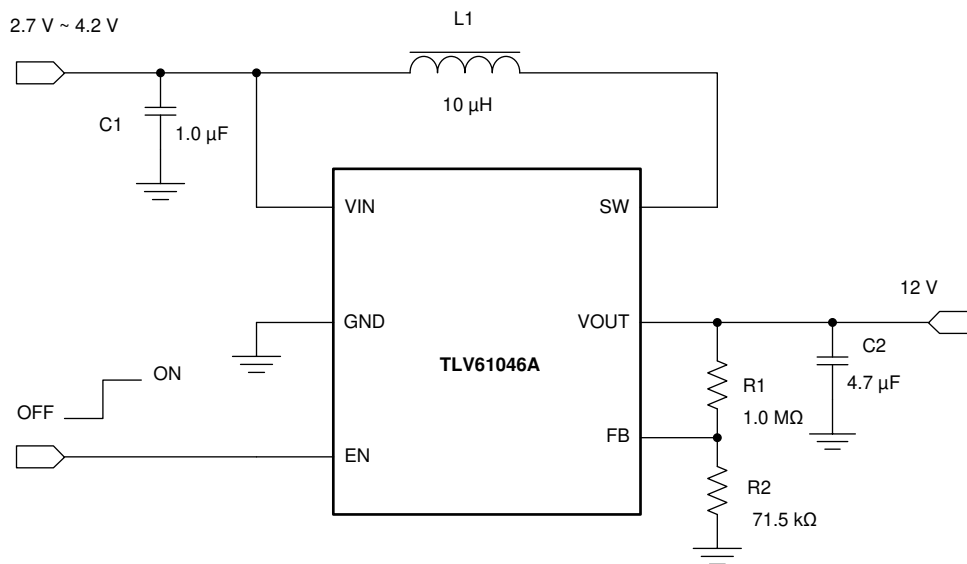 2.7 V ~ 4.2 V
L1
10 µH
C1
1.0 µF
VIN
SW
GND
VOUT
12 V
TLV61046A
C2
4.7 µF
ON
OFF
R1
1.0 MΩ
FB
EN
R2
71.5 kΩ